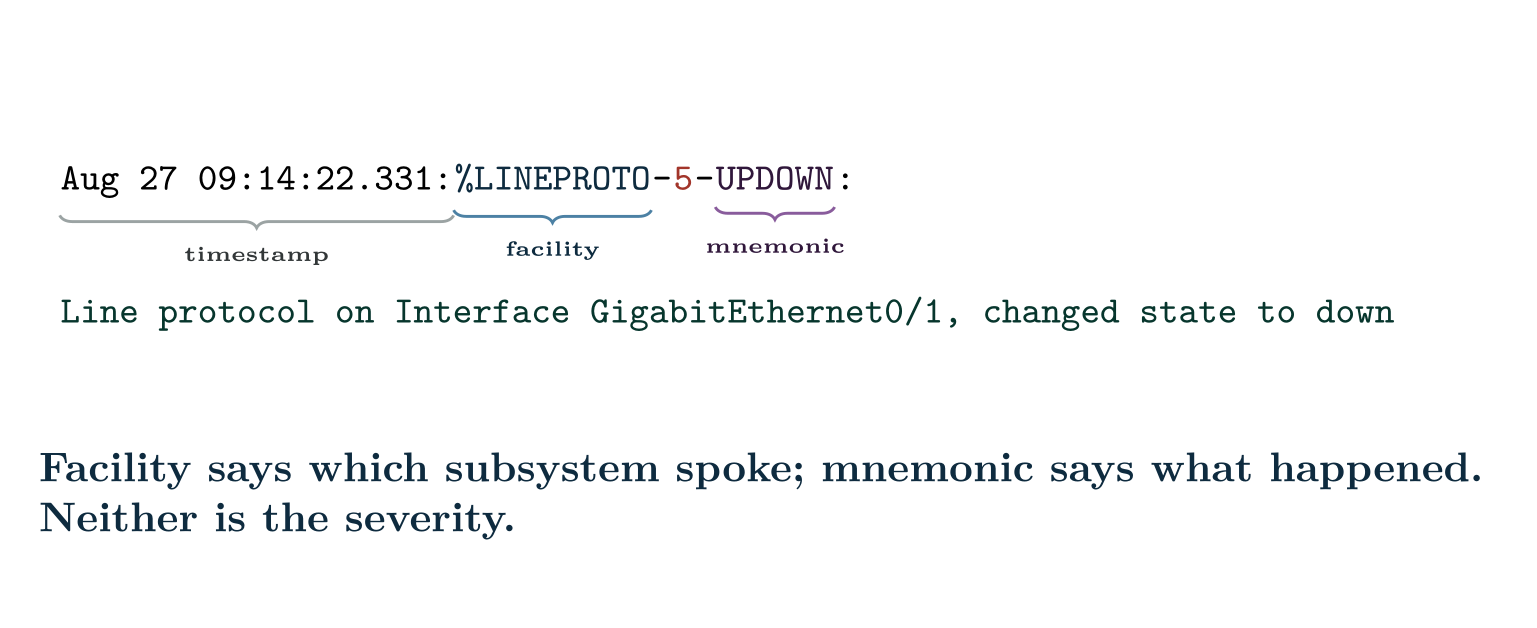 Aug 27 09:14:22.331:%LINEPROTO-5-UPDOWN:
timestamp facility mnemonic
Line protocol on Interface GigabitEthernet0/1, changed state to down
Facility says which subsystem spoke; mnemonic says what happened.
Neither is the severity.